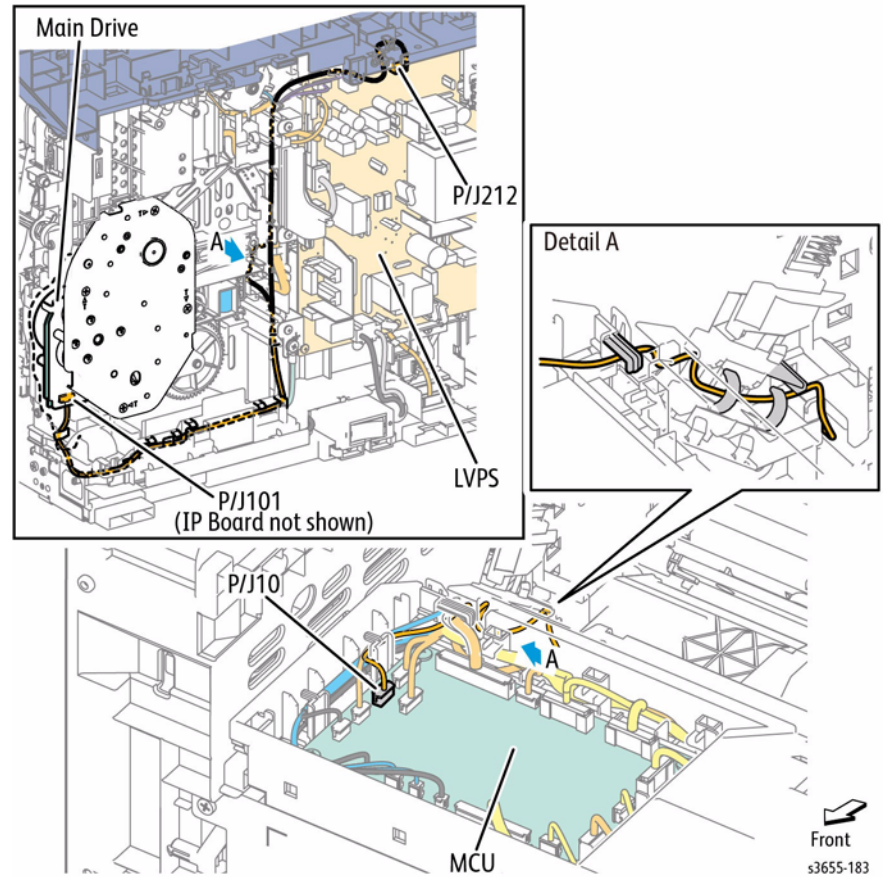 Main Drive
P/J212
A
Detail A
LVPS
P/J101
(IP Board not shown)
P/J10
A
MCU
Front
s3655-183